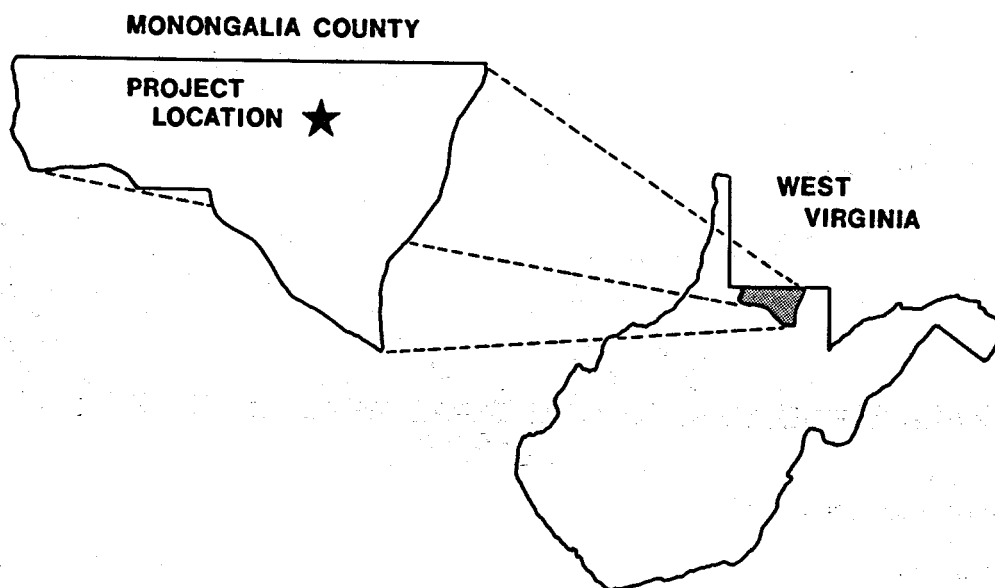 MONONGALIA COUNTY
PROJECT
LOCATION
WEST
VIRGINIA